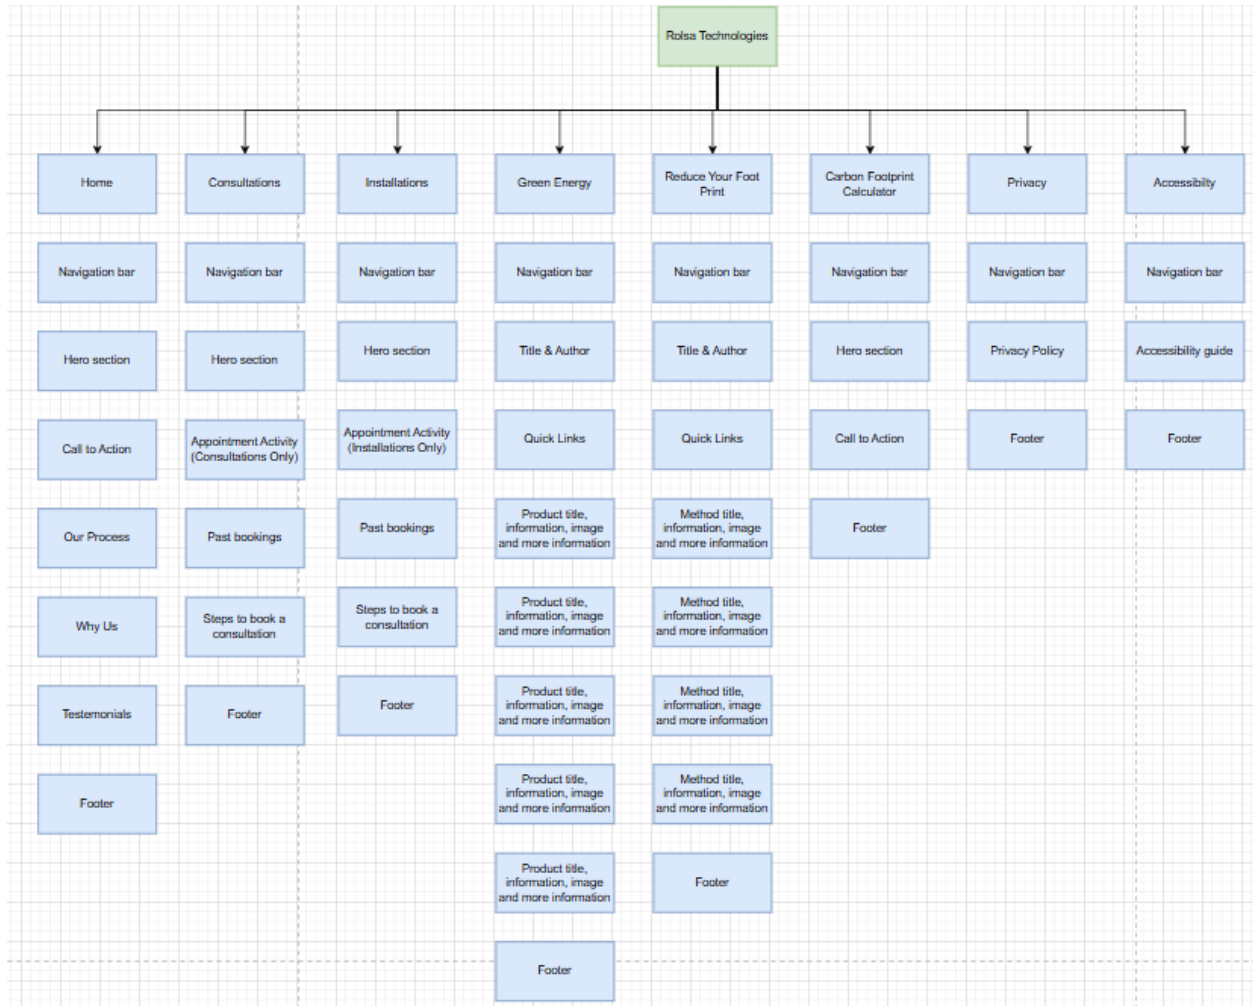 Rolsa Technologies
Home
Consultations
Installations
Green Energy
Reduce Your Foot
Print
Carbon Footprint
Calculator
Privacy
Accessibilty
Navigation bar
Navigation bar
Navigation bar
Navigation bar
Navigation bar
Navigation bar
Navigation bar
Navigation bar
Hero section
Hero section
Hero section
Title & Author
Title & Author
Hero section
Privacy Policy
Accessibility guide
Call to Action
Appointment Activity
(Consultations Only)
Appointment Activity
(Installations Only)
Quick Links
Quick Links
Call to Action
Footer
Footer
Our Process
Past bookings
Past bookings
Product title,
information, image
and more information
Method title,
information, image
and more information
Footer
Why Us
Steps to book a
consultation
Steps to book a
consultation
Product title,
information, image
and more information
Method title,
information, image
and more information
Testemonials
Footer
Footer
Product title,
information, image
and more information
Method title,
information, image
and more information
Footer
Product title,
information, image
and more information
Method title,
information, image
and more information
Product title,
information, image
and more information
Footer
Footer